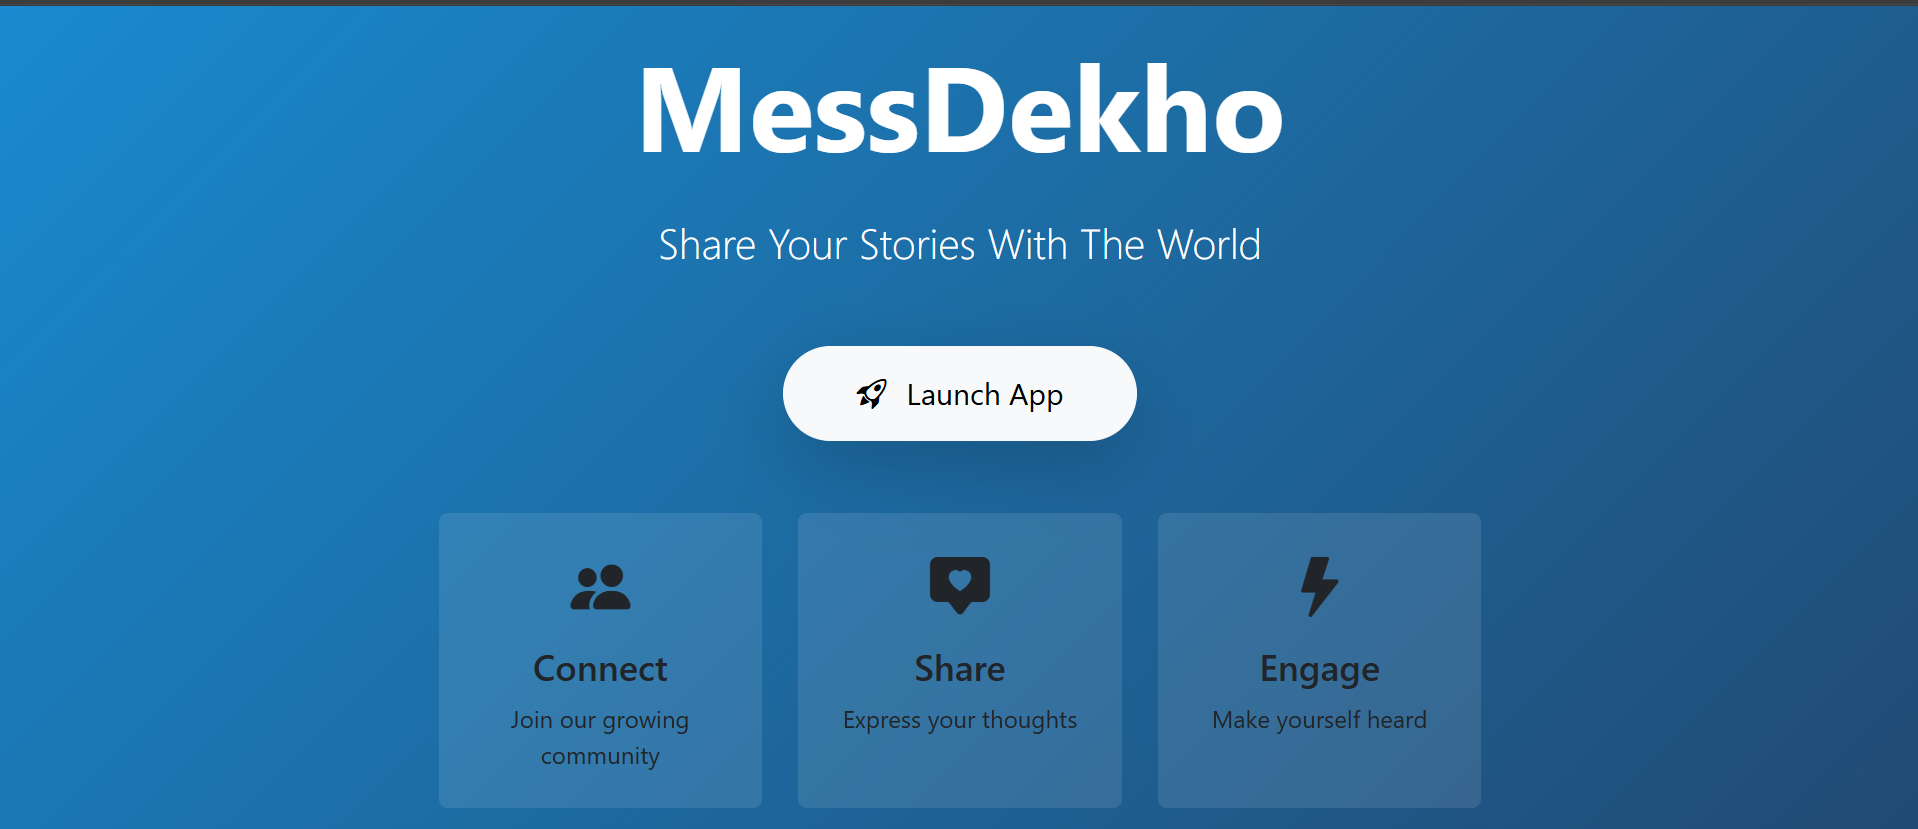 MessDekho
Share Your Stories With The World
Launch App
Connect
Join our growing
community
Share
Express your thoughts
Engage
Make yourself heard